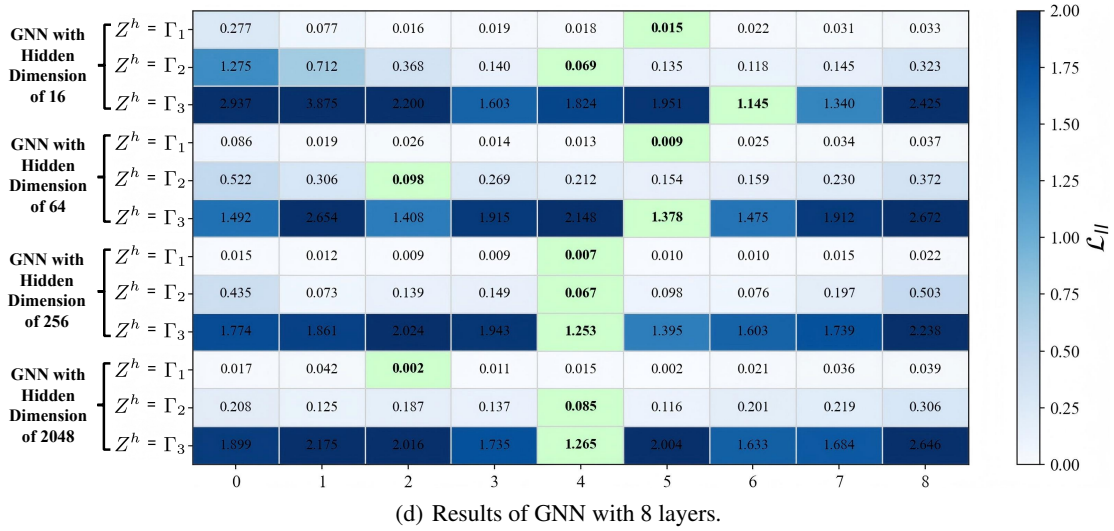 GNN with
Hidden
Dimension
of 16
Z^h = Γ₁ 0.277 0.077 0.016 0.019 0.018 0.015 0.022 0.031 0.033
Z^h = Γ₂ 1.275 0.712 0.368 0.140 0.069 0.135 0.118 0.145 0.323
Z^h = Γ₃ 2.937 3.875 2.200 1.603 1.824 1.951 1.145 1.340 2.425
GNN with
Hidden
Dimension
of 64
Z^h = Γ₁ 0.086 0.019 0.026 0.014 0.013 0.009 0.025 0.034 0.037
Z^h = Γ₂ 0.522 0.306 0.098 0.269 0.212 0.154 0.159 0.230 0.372
Z^h = Γ₃ 1.492 2.654 1.408 1.915 2.148 1.378 1.475 1.912 2.672
GNN with
Hidden
Dimension
of 256
Z^h = Γ₁ 0.015 0.012 0.009 0.009 0.007 0.010 0.010 0.015 0.022
Z^h = Γ₂ 0.435 0.073 0.139 0.149 0.067 0.098 0.076 0.197 0.503
Z^h = Γ₃ 1.774 1.861 2.024 1.943 1.253 1.395 1.603 1.739 2.238
GNN with
Hidden
Dimension
of 2048
Z^h = Γ₁ 0.017 0.042 0.002 0.011 0.015 0.002 0.021 0.036 0.039
Z^h = Γ₂ 0.208 0.125 0.187 0.137 0.085 0.116 0.201 0.219 0.306
Z^h = Γ₃ 1.899 2.175 2.016 1.735 1.265 2.004 1.633 1.684 2.646
0 1 2 3 4 5 6 7 8
2.00
1.75
1.50
1.25
1.00
0.75
0.50
0.25
0.00
ℒ||
(d) Results of GNN with 8 layers.